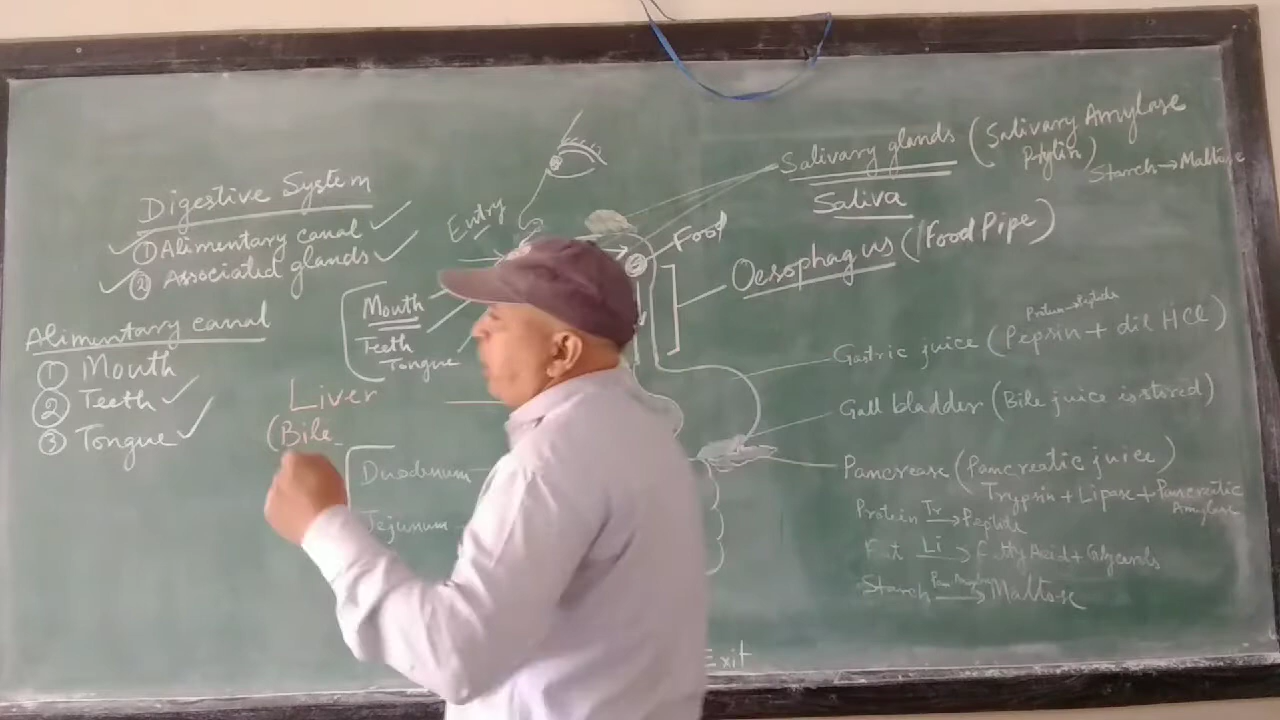 Digestive System
① Alimentary canal
② Associated glands
Alimentary canal
① Mouth
② Teeth
③ Tongue
Entry
Mouth
Teeth
Tongue
Liver
(Bile
Duodenum
Jejunum
Food
Salivary glands (Salivary Amylase
Ptylin)
Starch → Maltose
Saliva
Oesophagus (Food Pipe)
Gastric juice (Pepsin + dil HCl)
Gall bladder (Bile juice is stored)
Pancrease (Pancreatic juice)
Trypsin + Lipase + Pancreatic
Amylase
Protein Tr → Peptide
Fat Li → Fatty Acid + Glycerols
Starch → Maltose
Exit